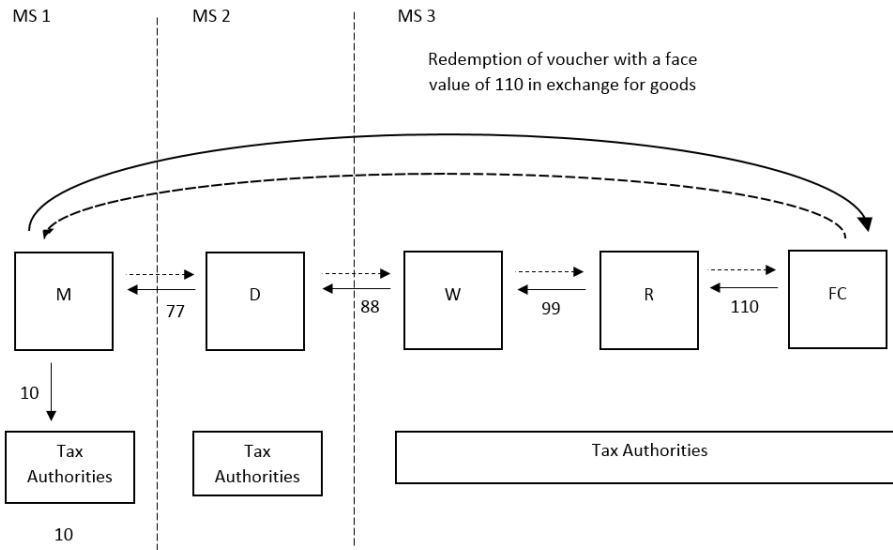 MS 1
MS 2
MS 3
Redemption of voucher with a face
value of 110 in exchange for goods
M
D
W
R
FC
77
88
99
110
10
Tax
Authorities
Tax
Authorities
Tax Authorities
10